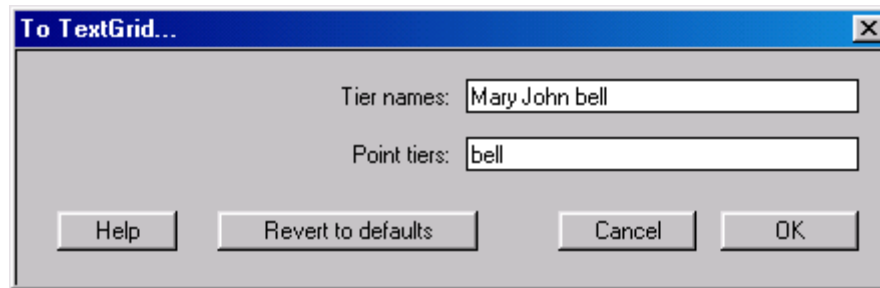 To TextGrid...
Tier names: Mary John bell
Point tiers: bell
Help Revert to defaults Cancel OK